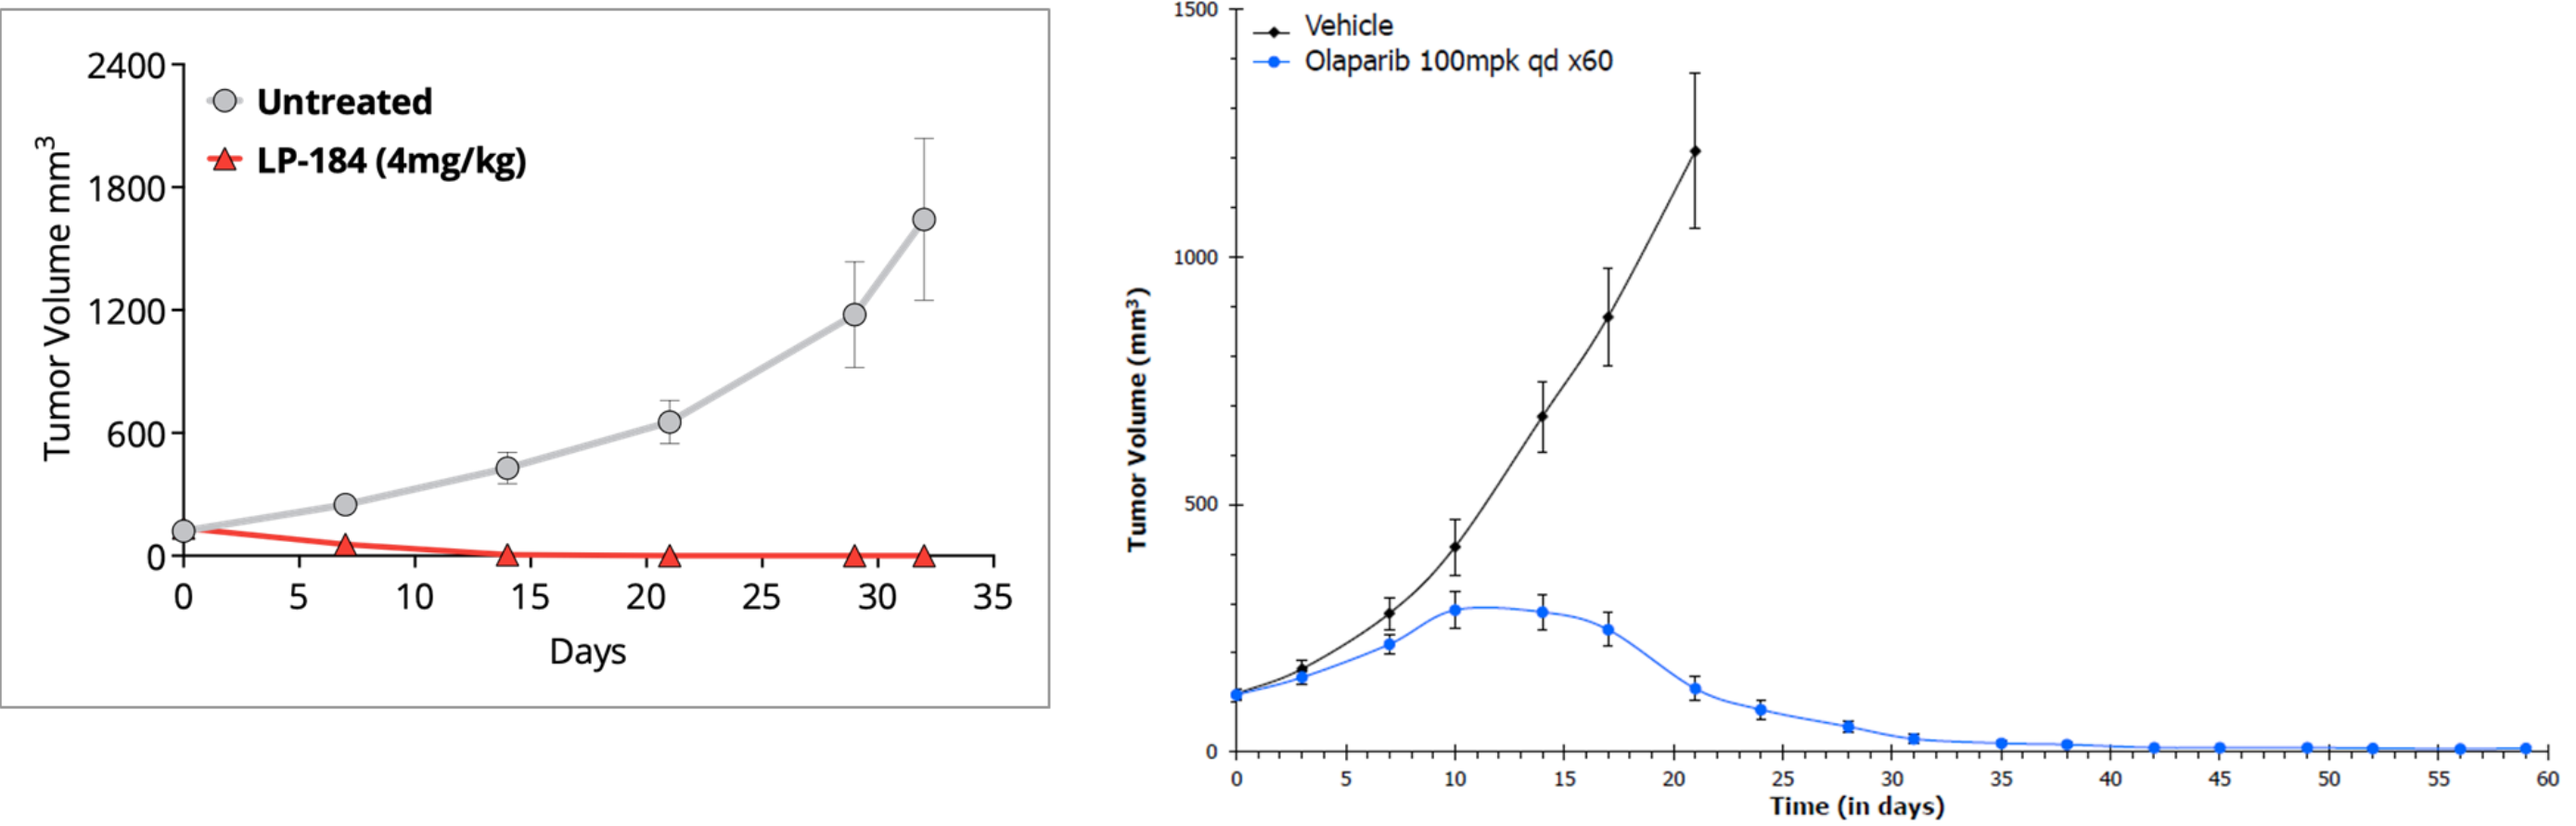 2400
1800
1200
600
0
Tumor Volume mm³
Untreated
LP-184 (4mg/kg)
0 5 10 15 20 25 30 35
Days
1500
1000
500
0
Tumor Volume (mm³)
Vehicle
Olaparib 100mpk qd x60
0 5 10 15 20 25 30 35 40 45 50 55 60
Time (in days)